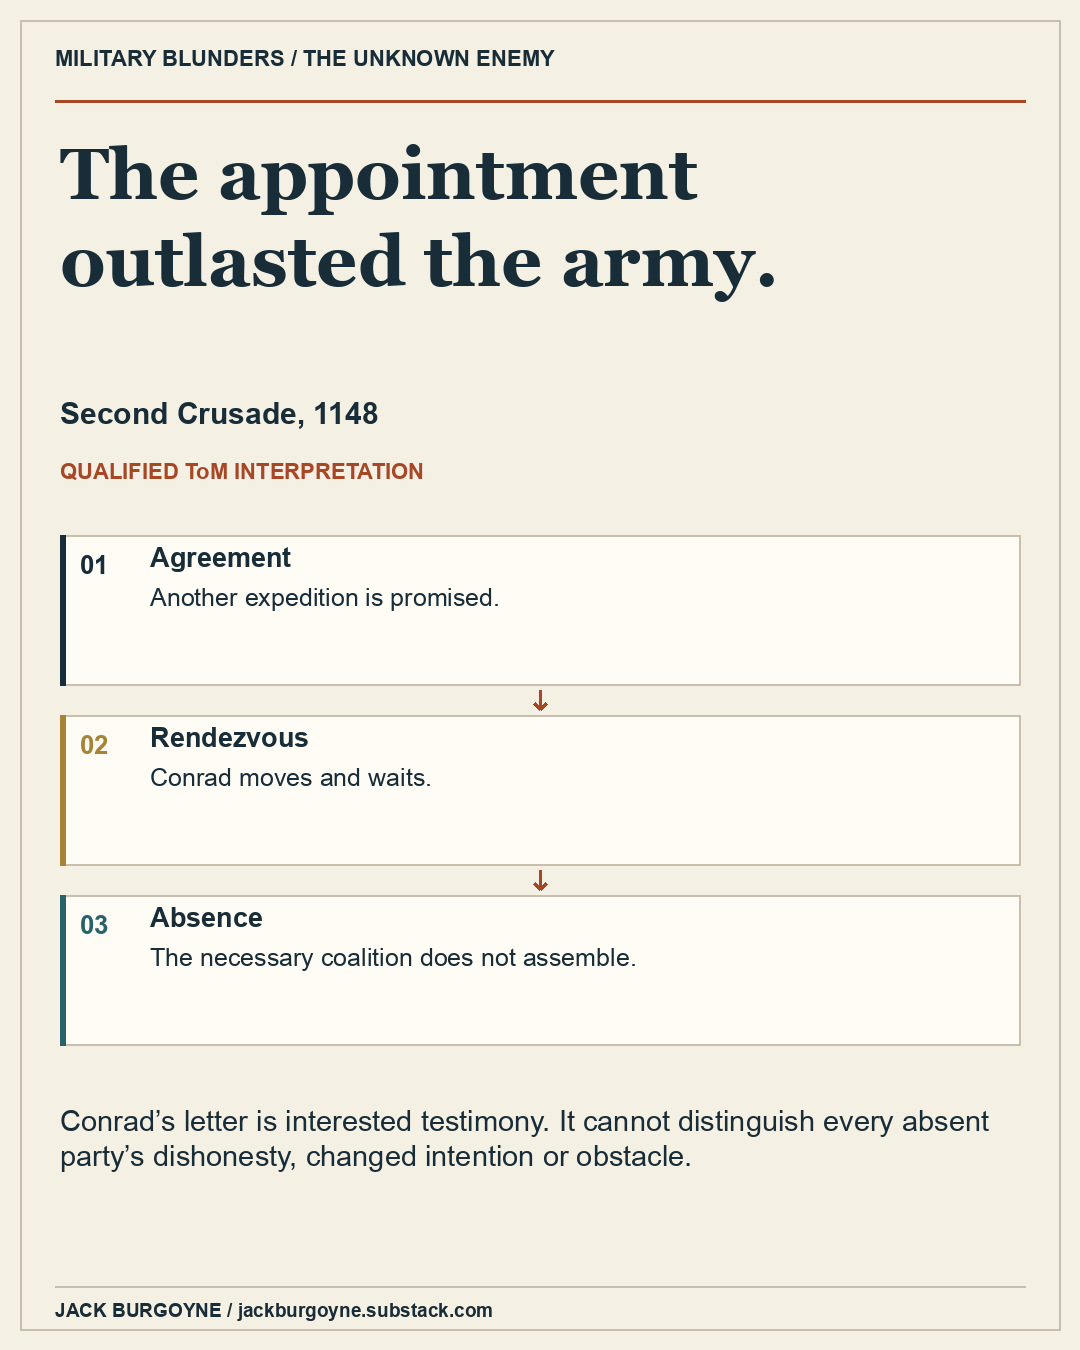 MILITARY BLUNDERS / THE UNKNOWN ENEMY
The appointment
outlasted the army.
Second Crusade, 1148
QUALIFIED ToM INTERPRETATION
01
Agreement
Another expedition is promised.
↓
02
Rendezvous
Conrad moves and waits.
↓
03
Absence
The necessary coalition does not assemble.
Conrad’s letter is interested testimony. It cannot distinguish every absent
party’s dishonesty, changed intention or obstacle.
JACK BURGOYNE / jackburgoyne.substack.com